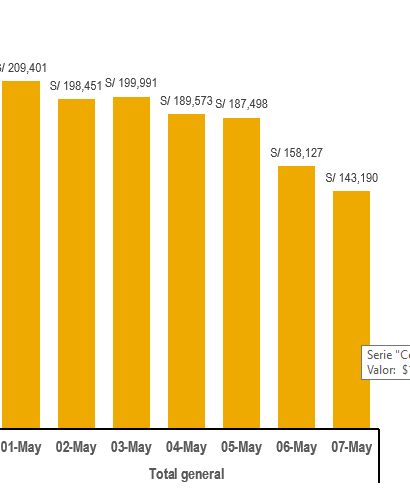 S/ 209,401
S/ 198,451
S/ 199,991
S/ 189,573
S/ 187,498
S/ 158,127
S/ 143,190
Serie "C
Valor: $
01-May 02-May 03-May 04-May 05-May 06-May 07-May
Total general